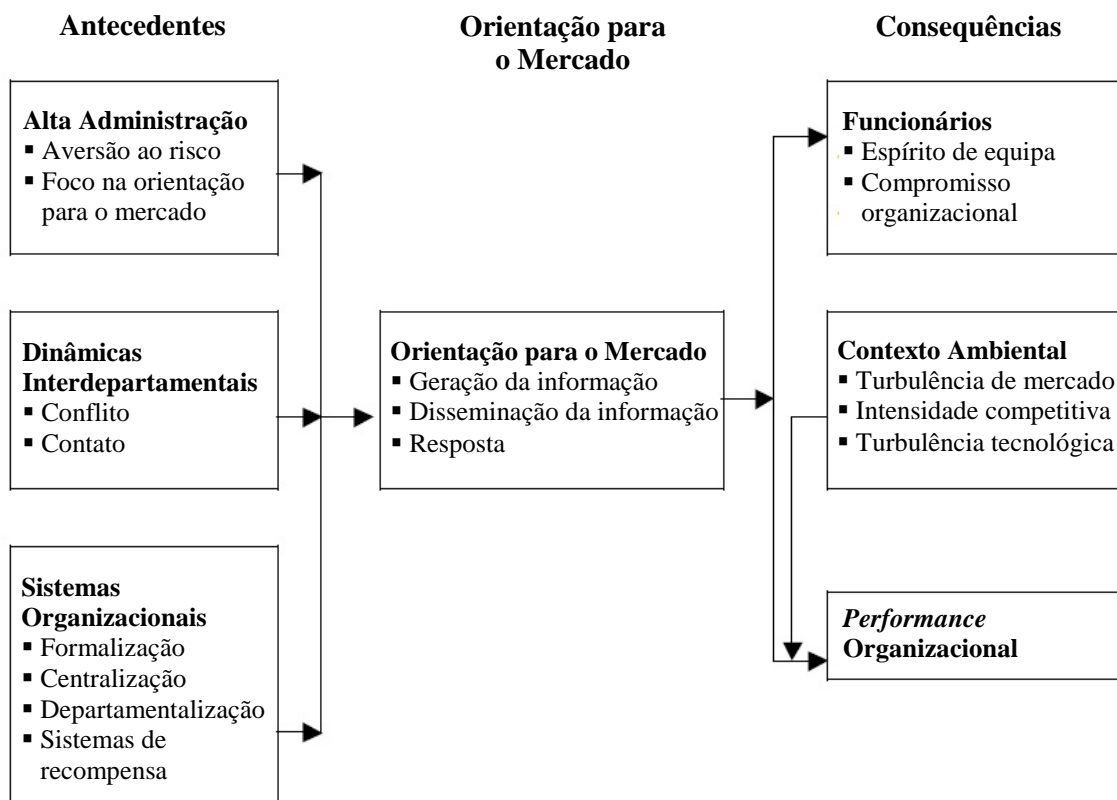 Antecedentes
Orientação para
o Mercado
Consequências
Alta Administração
▪ Aversão ao risco
▪ Foco na orientação
para o mercado
Dinâmicas
Interdepartamentais
▪ Conflito
▪ Contato
Sistemas
Organizacionais
▪ Formalização
▪ Centralização
▪ Departamentalização
▪ Sistemas de
recompensa
Orientação para o Mercado
▪ Geração da informação
▪ Disseminação da informação
▪ Resposta
Funcionários
▪ Espírito de equipa
▪ Compromisso
organizacional
Contexto Ambiental
▪ Turbulência de mercado
▪ Intensidade competitiva
▪ Turbulência tecnológica
Performance
Organizacional